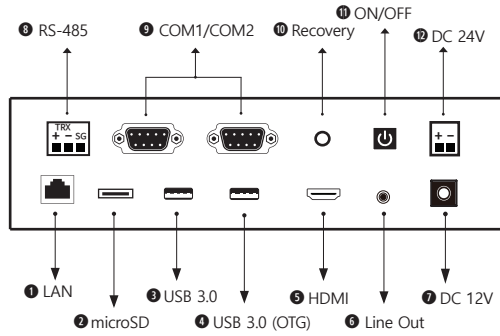 ⓫ ON/OFF
❽ RS-485
❾ COM1/COM2
❿ Recovery
⓬ DC 24V
TRX
+ − SG
+ −
❶ LAN
❸ USB 3.0
❺ HDMI
❼ DC 12V
❷ microSD
❹ USB 3.0 (OTG)
❻ Line Out